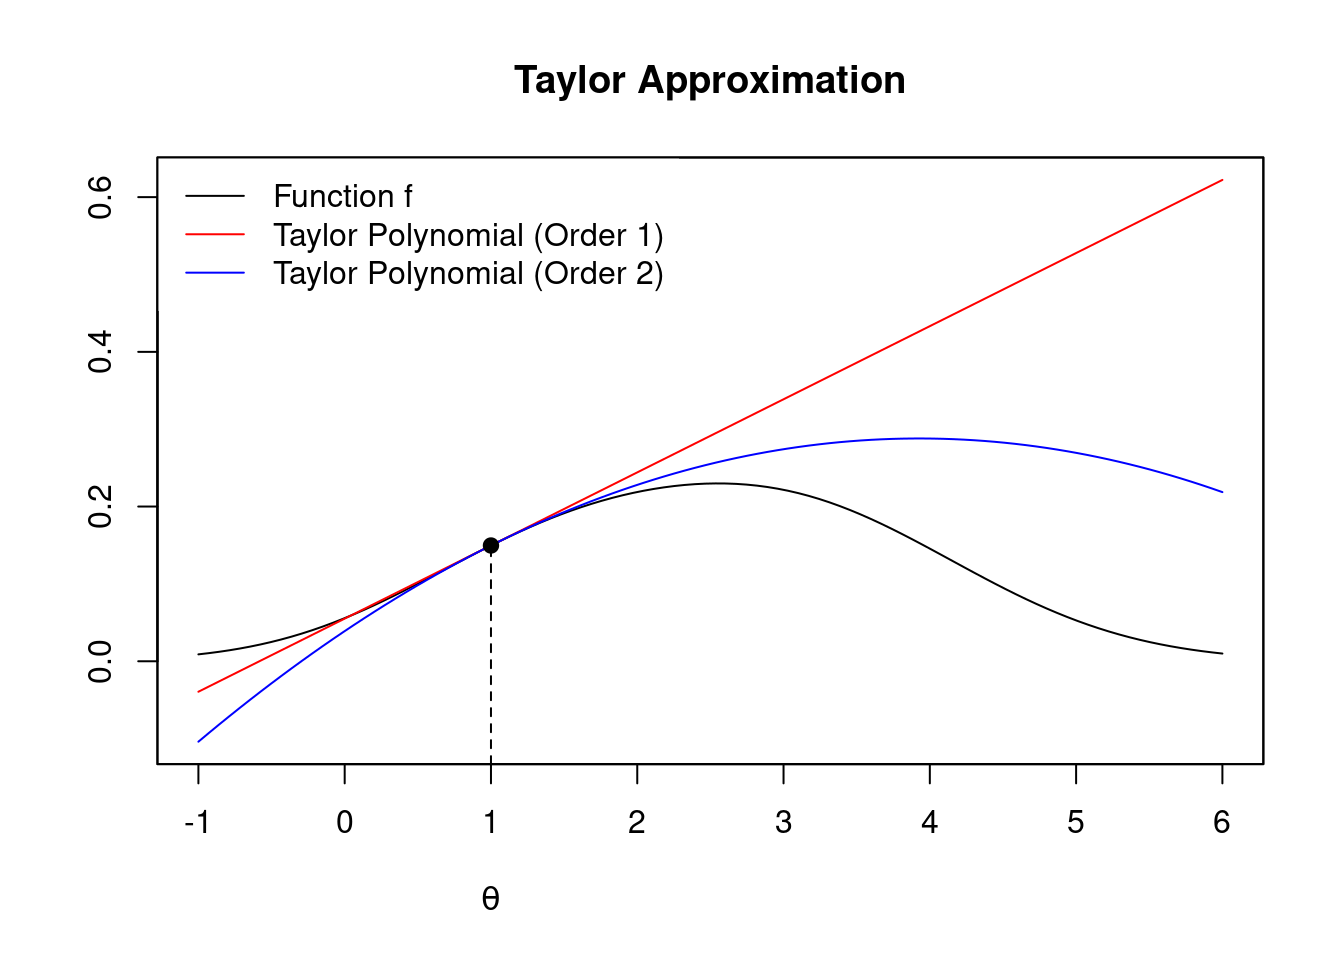 Taylor Approximation
Function f
Taylor Polynomial (Order 1)
Taylor Polynomial (Order 2)
0.6
0.4
0.2
0.0
-1 0 1 2 3 4 5 6
θ